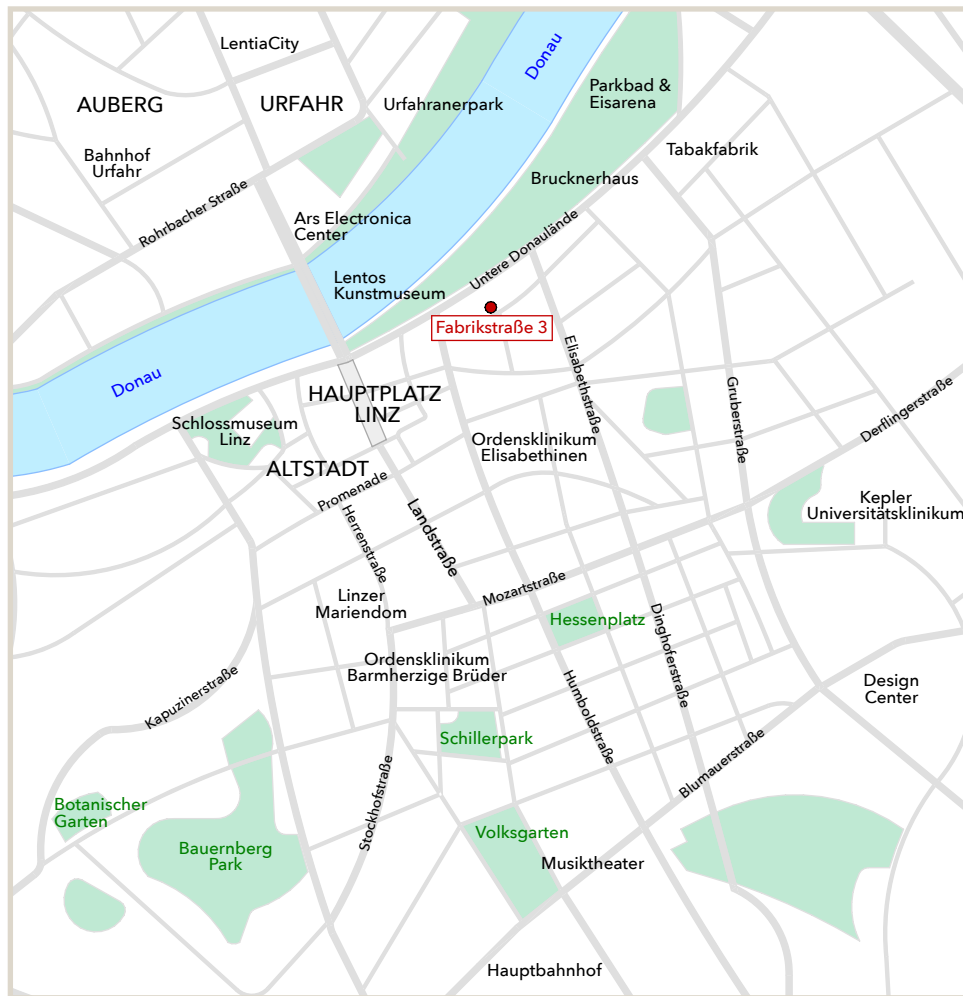 LentiaCity
Donau
Parkbad &
Eisarena
AUBERG
URFAHR
Urfahranerpark
Bahnhof
Urfahr
Tabakfabrik
Brucknerhaus
Rohrbacher Straße
Ars Electronica
Center
Untere Donaulände
Lentos
Kunstmuseum
Fabrikstraße 3
Elisabethstraße
Donau
HAUPTPLATZ
LINZ
Gruberstraße
Derflingerstraße
Schlossmuseum
Linz
Ordensklinikum
Elisabethinen
ALTSTADT
Promenade
Kepler
Universitätsklinikum
Herrenstraße
Landstraße
Mozartstraße
Linzer
Mariendom
Hessenplatz
Dinghoferstraße
Ordensklinikum
Barmherzige Brüder
Kapuzinerstraße
Humboldstraße
Design
Center
Schillerpark
Blumauerstraße
Stockhofstraße
Botanischer
Garten
Volksgarten
Bauernberg
Park
Musiktheater
Hauptbahnhof